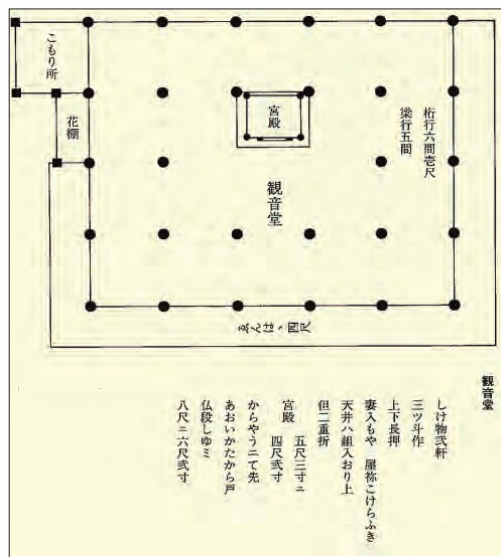 こもり所
花棚
宮殿
桁行六間壱尺
梁行五間
観音堂
ゑんはゝ四尺
観音堂
しけ物弐軒
三ツ斗作
上下長押
妻入もや 屋祢こけらふき
天井ハ組入おり上
但二重折
宮殿 五尺三寸ニ
四尺弐寸
からやうニて先
あおいかたから戸
仏段しゆミ
八尺ニ六尺弐寸